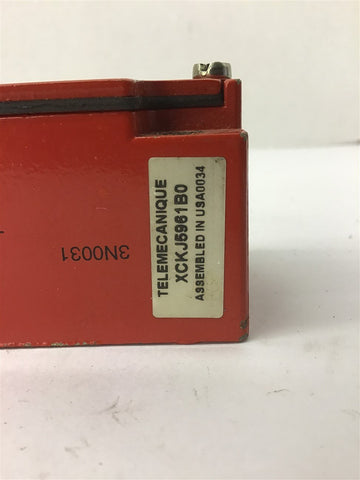 TELEMECANIQUE
XCKJ5961B0
ASSEMBLED IN USA0034
3N0031